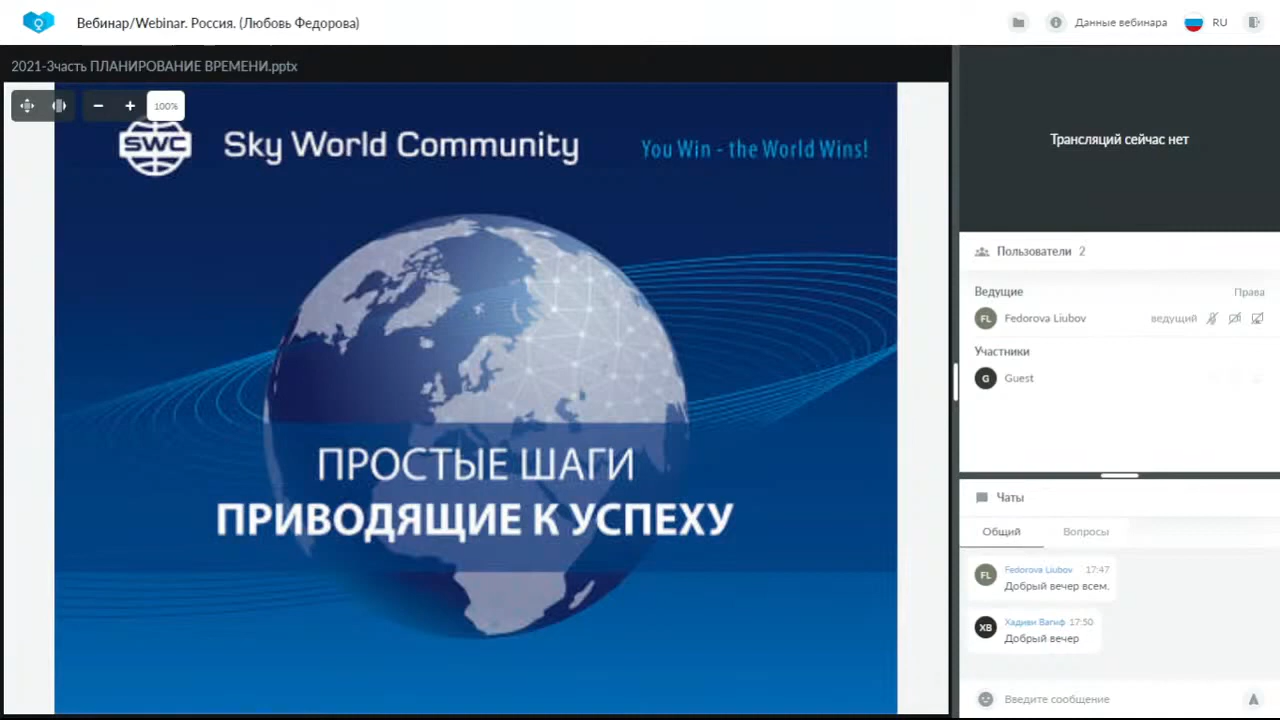 Вебинар/Webinar. Россия. (Любовь Федорова)
Данные вебинара
RU
2021-3часть ПЛАНИРОВАНИЕ ВРЕМЕНИ.pptx
100%
SWC
Sky World Community
You Win - the World Wins!
ПРОСТЫЕ ШАГИ
ПРИВОДЯЩИЕ К УСПЕХУ
Трансляций сейчас нет
Пользователи 2
Ведущие Права
FL Fedorova Liubov ведущий
Участники
G Guest
Чаты
Общий Вопросы
FL Fedorova Liubov 17:47
Добрый вечер всем.
ХВ Хадиви Вагиф 17:50
Добрый вечер
Введите сообщение